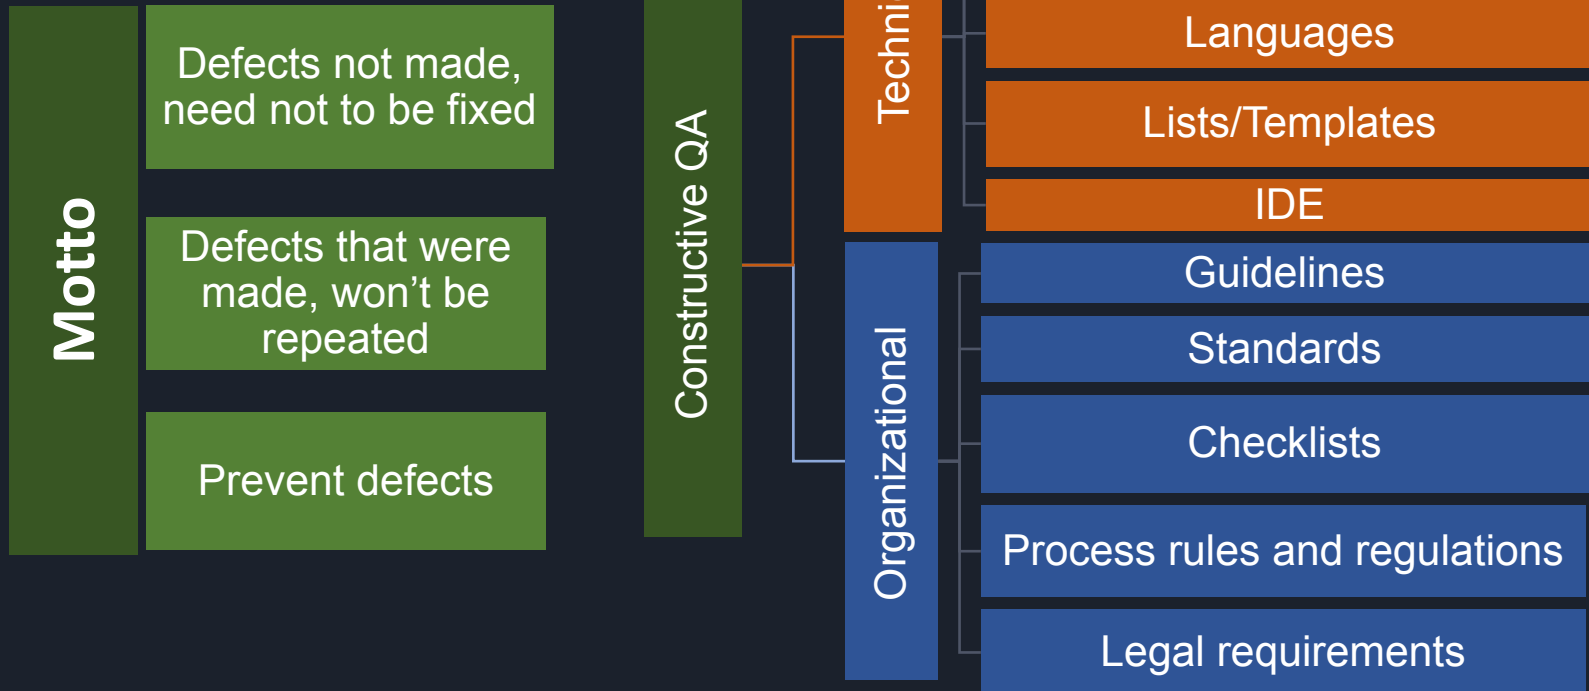 Motto
Defects not made,
need not to be fixed
Defects that were
made, won’t be
repeated
Prevent defects
Constructive QA
Languages
Lists/Templates
IDE
Organizational
Guidelines
Standards
Checklists
Process rules and regulations
Legal requirements